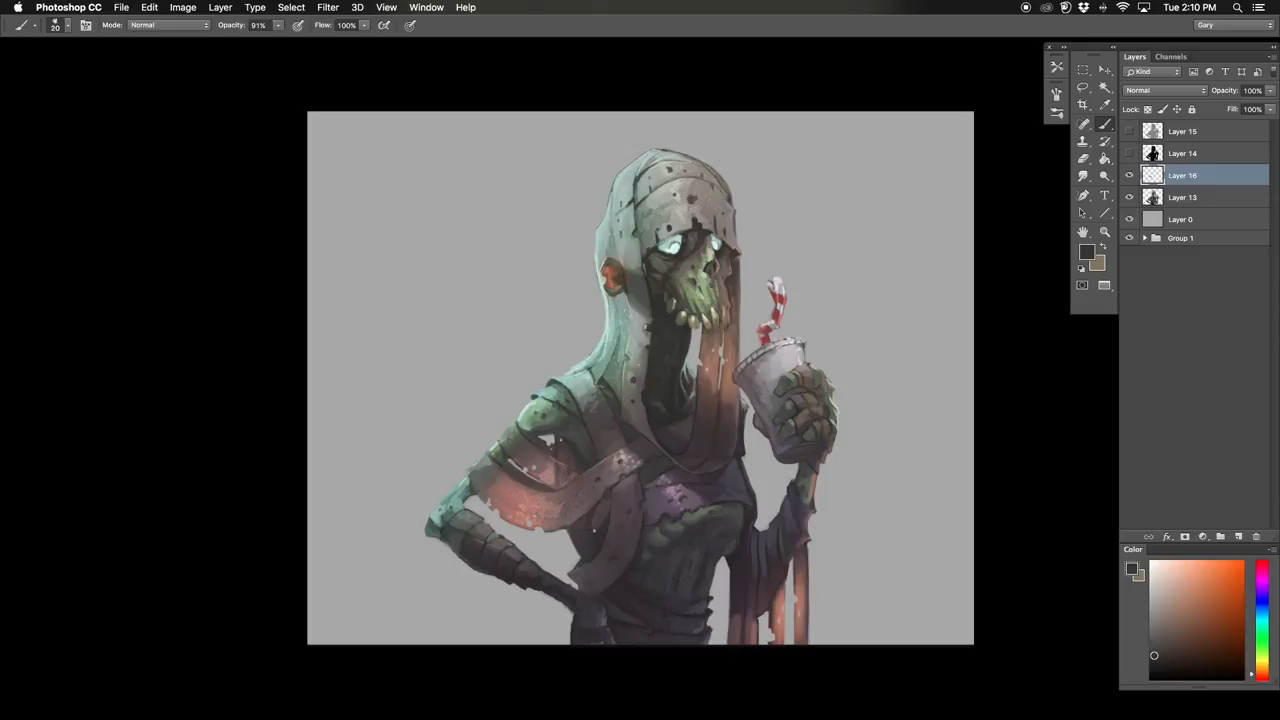 Photoshop CC File Edit Image Layer Type Select Filter 3D View Window Help Tue 2:10 PM
20 Mode: Normal Opacity: 91% Flow: 100% Gary
Layers Channels
Kind
Normal Opacity: 100%
Lock: Fill: 100%
Layer 15
Layer 14
Layer 16
Layer 13
Layer 0
Group 1
fx
Color